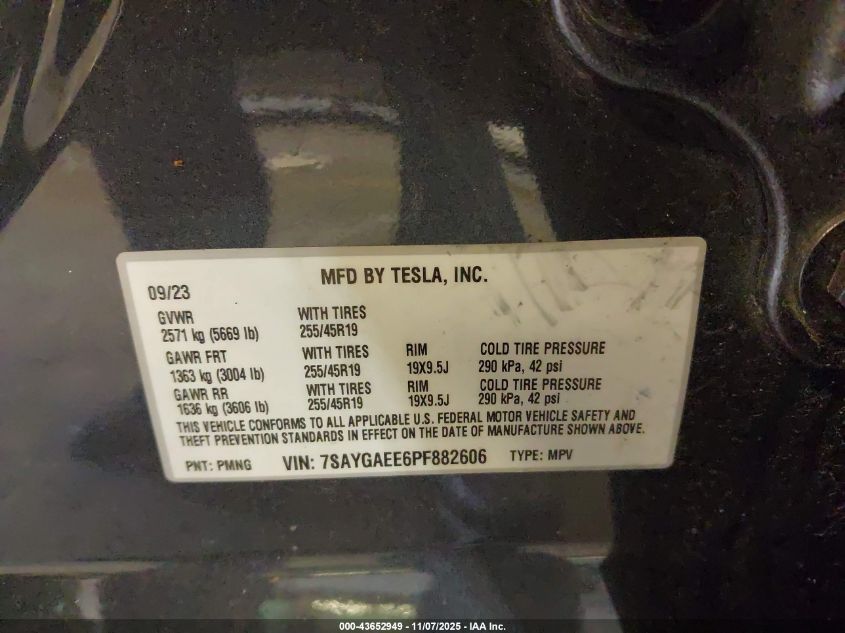 MFD BY TESLA, INC.
09/23
GVWR WITH TIRES
2571 kg (5669 lb) 255/45R19
GAWR FRT WITH TIRES RIM COLD TIRE PRESSURE
1363 kg (3004 lb) 255/45R19 19X9.5J 290 kPa, 42 psi
GAWR RR WITH TIRES RIM COLD TIRE PRESSURE
1636 kg (3606 lb) 255/45R19 19X9.5J 290 kPa, 42 psi
THIS VEHICLE CONFORMS TO ALL APPLICABLE U.S. FEDERAL MOTOR VEHICLE SAFETY AND
THEFT PREVENTION STANDARDS IN EFFECT ON THE DATE OF MANUFACTURE SHOWN ABOVE.
PNT: PMNG VIN: 7SAYGAEE6PF882606 TYPE: MPV
000-43652949 - 11/07/2025 - IAA Inc.